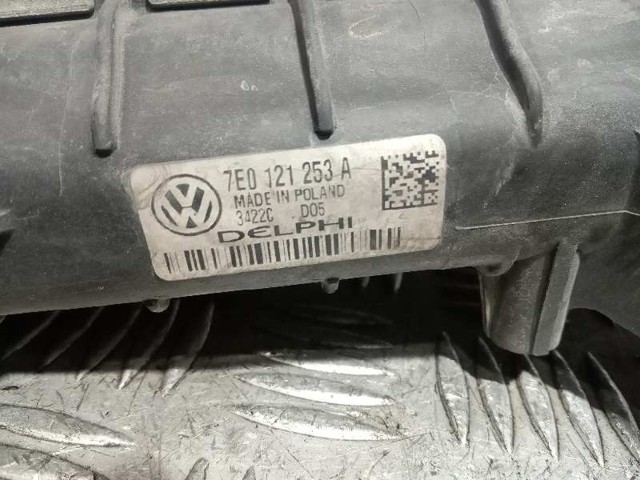 7E0 121 253 A
MADE IN POLAND
3422C D05
DELPHI